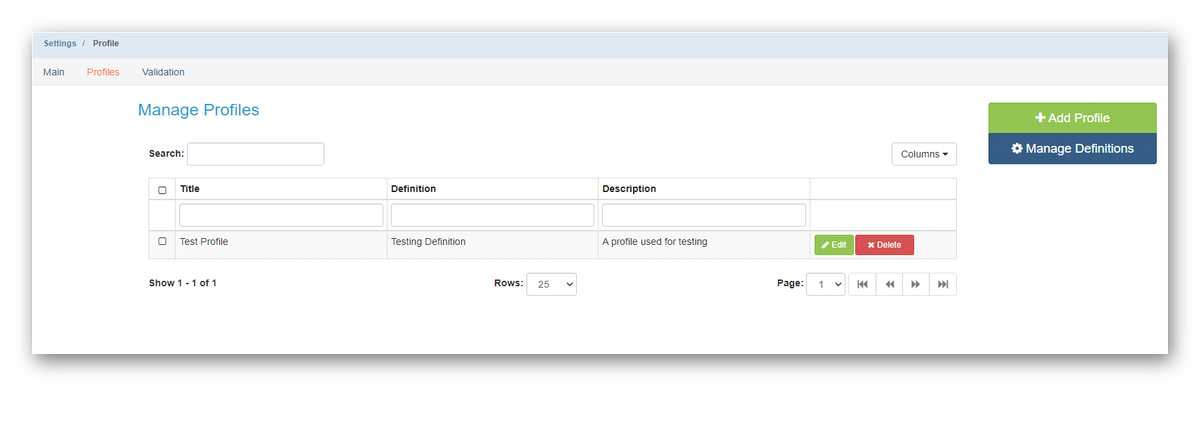 Settings / Profile
Main Profiles Validation
Manage Profiles
Add Profile
Manage Definitions
Search:
Columns
Title Definition Description
Test Profile Testing Definition A profile used for testing Edit Delete
Show 1 - 1 of 1 Rows: 25 Page: 1